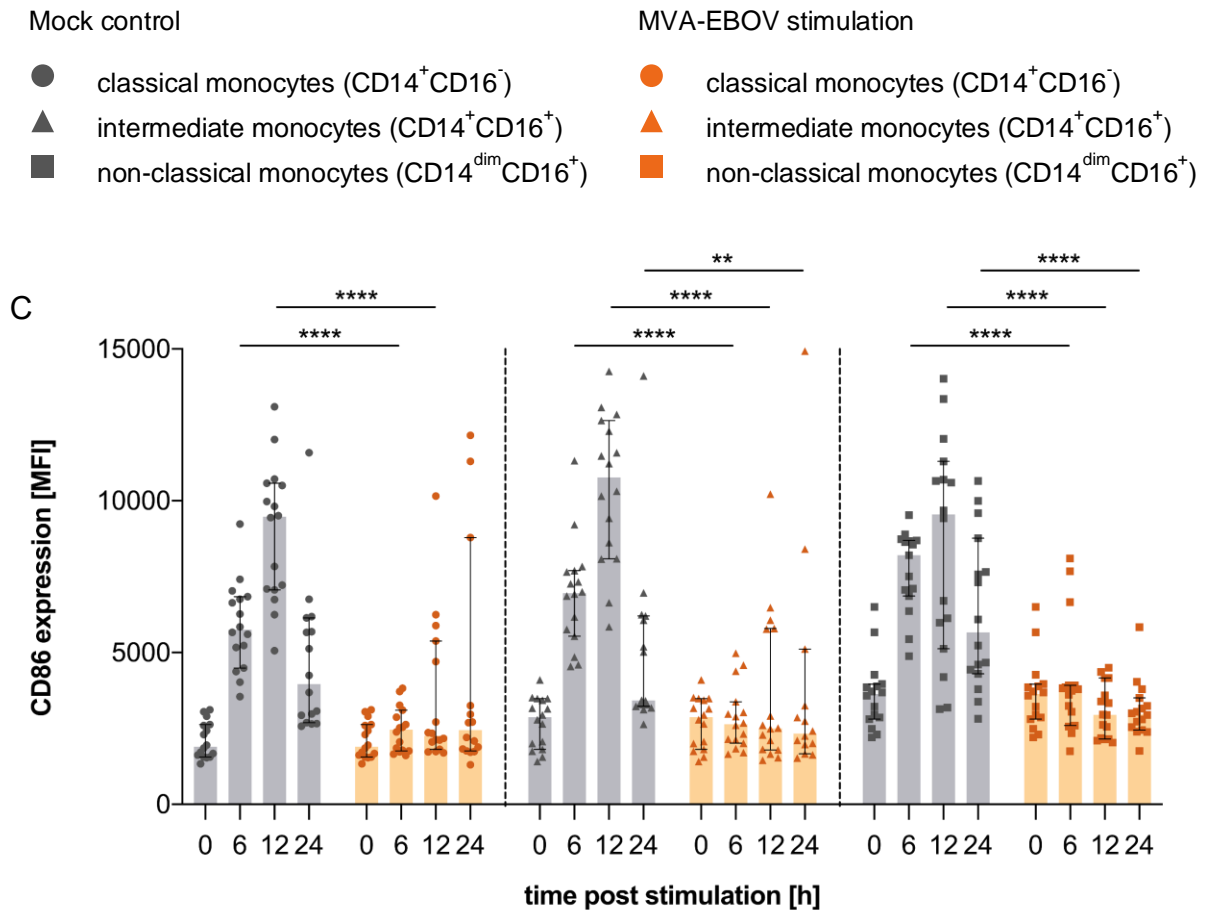 Mock control
MVA-EBOV stimulation
classical monocytes (CD14+CD16-)
classical monocytes (CD14+CD16-)
intermediate monocytes (CD14+CD16+)
intermediate monocytes (CD14+CD16+)
non-classical monocytes (CD14dimCD16+)
non-classical monocytes (CD14dimCD16+)
C
** ****
**** **** ****
**** **** ****
15000
10000
5000
0
CD86 expression [MFI]
0 6 12 24 0 6 12 24 0 6 12 24 0 6 12 24 0 6 12 24 0 6 12 24
time post stimulation [h]